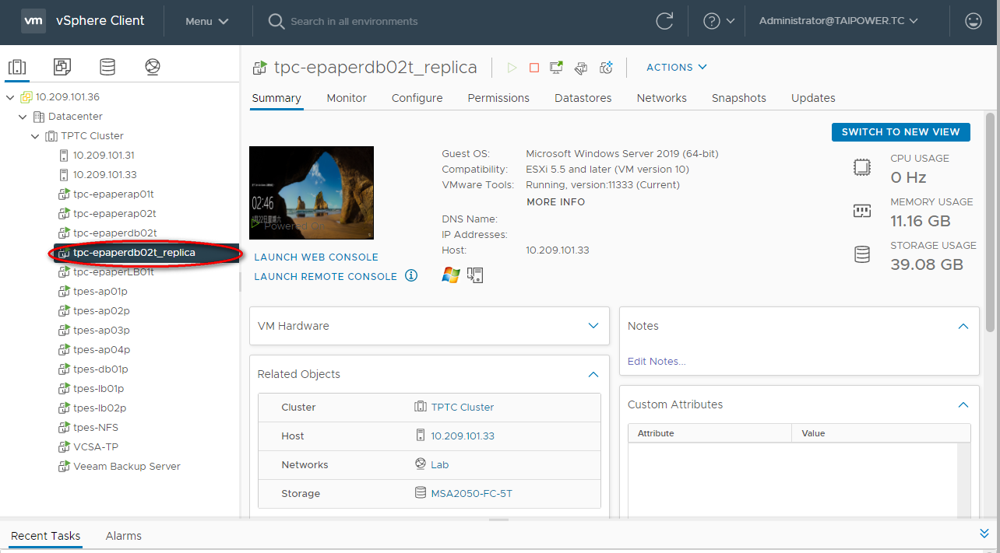 vm vSphere Client Menu Search in all environments Administrator@TAIPOWER.TC
10.209.101.36
Datacenter
TPTC Cluster
10.209.101.31
10.209.101.33
tpc-epaperap01t
tpc-epaperap02t
tpc-epaperdb02t
tpc-epaperdb02t_replica
tpc-epaperLB01t
tpes-ap01p
tpes-ap02p
tpes-ap03p
tpes-ap04p
tpes-db01p
tpes-lb01p
tpes-lb02p
tpes-NFS
VCSA-TP
Veeam Backup Server
tpc-epaperdb02t_replica ACTIONS
Summary Monitor Configure Permissions Datastores Networks Snapshots Updates
SWITCH TO NEW VIEW
02:46
Powered On
LAUNCH WEB CONSOLE
LAUNCH REMOTE CONSOLE
Guest OS: Microsoft Windows Server 2019 (64-bit)
Compatibility: ESXi 5.5 and later (VM version 10)
VMware Tools: Running, version:11333 (Current)
MORE INFO
DNS Name:
IP Addresses:
Host: 10.209.101.33
CPU USAGE
0 Hz
MEMORY USAGE
11.16 GB
STORAGE USAGE
39.08 GB
VM Hardware
Related Objects
Cluster TPTC Cluster
Host 10.209.101.33
Networks Lab
Storage MSA2050-FC-5T
Notes
Edit Notes...
Custom Attributes
Attribute Value
Recent Tasks Alarms